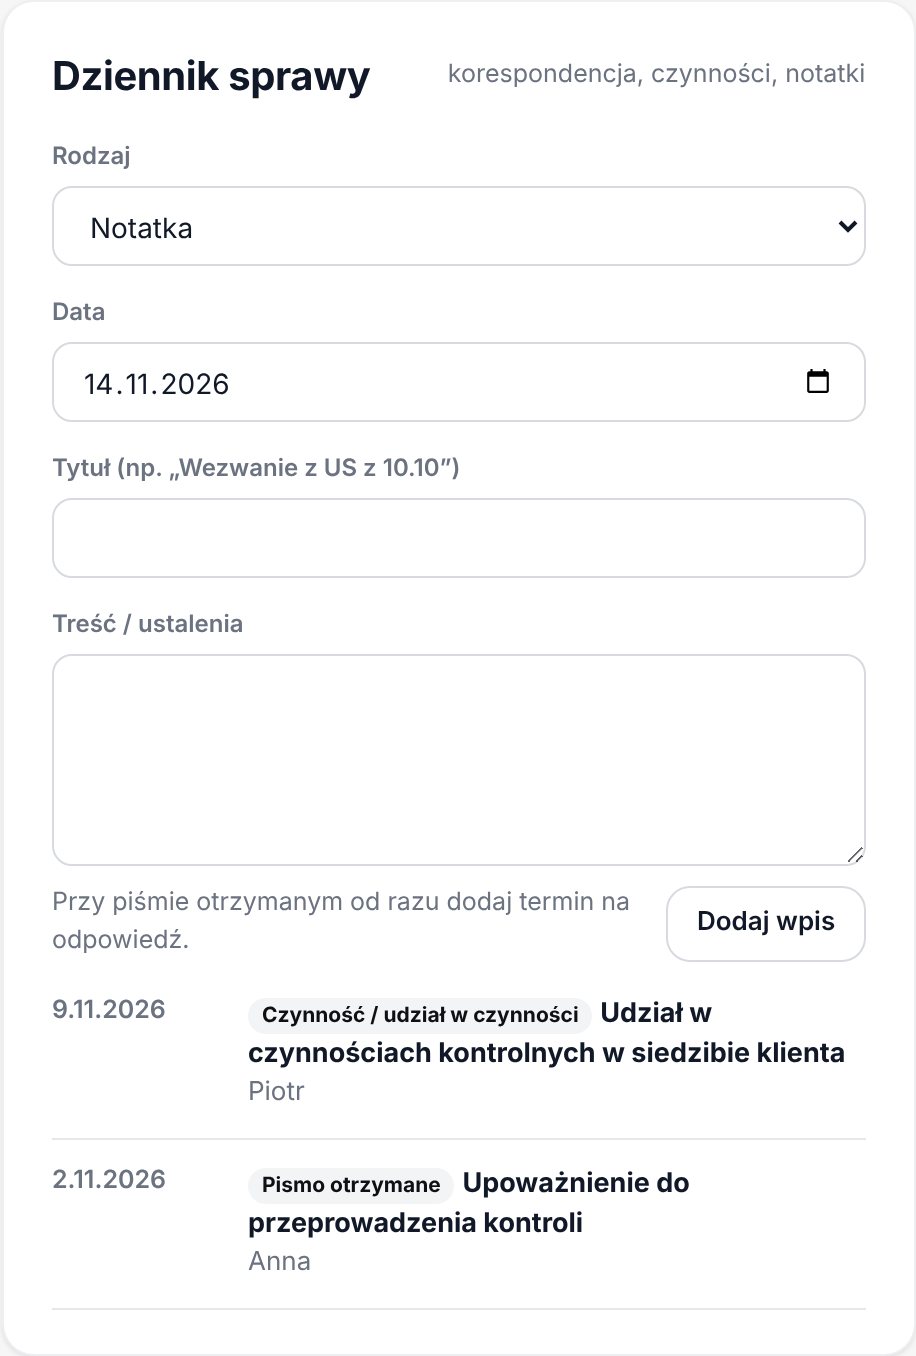 Dziennik sprawy
korespondencja, czynności, notatki
Rodzaj
Notatka
Data
14.11.2026
Tytuł (np. „Wezwanie z US z 10.10”)
Treść / ustalenia
Przy piśmie otrzymanym od razu dodaj termin na
odpowiedź.
Dodaj wpis
9.11.2026
Czynność / udział w czynności Udział w
czynnościach kontrolnych w siedzibie klienta
Piotr
2.11.2026
Pismo otrzymane Upoważnienie do
przeprowadzenia kontroli
Anna